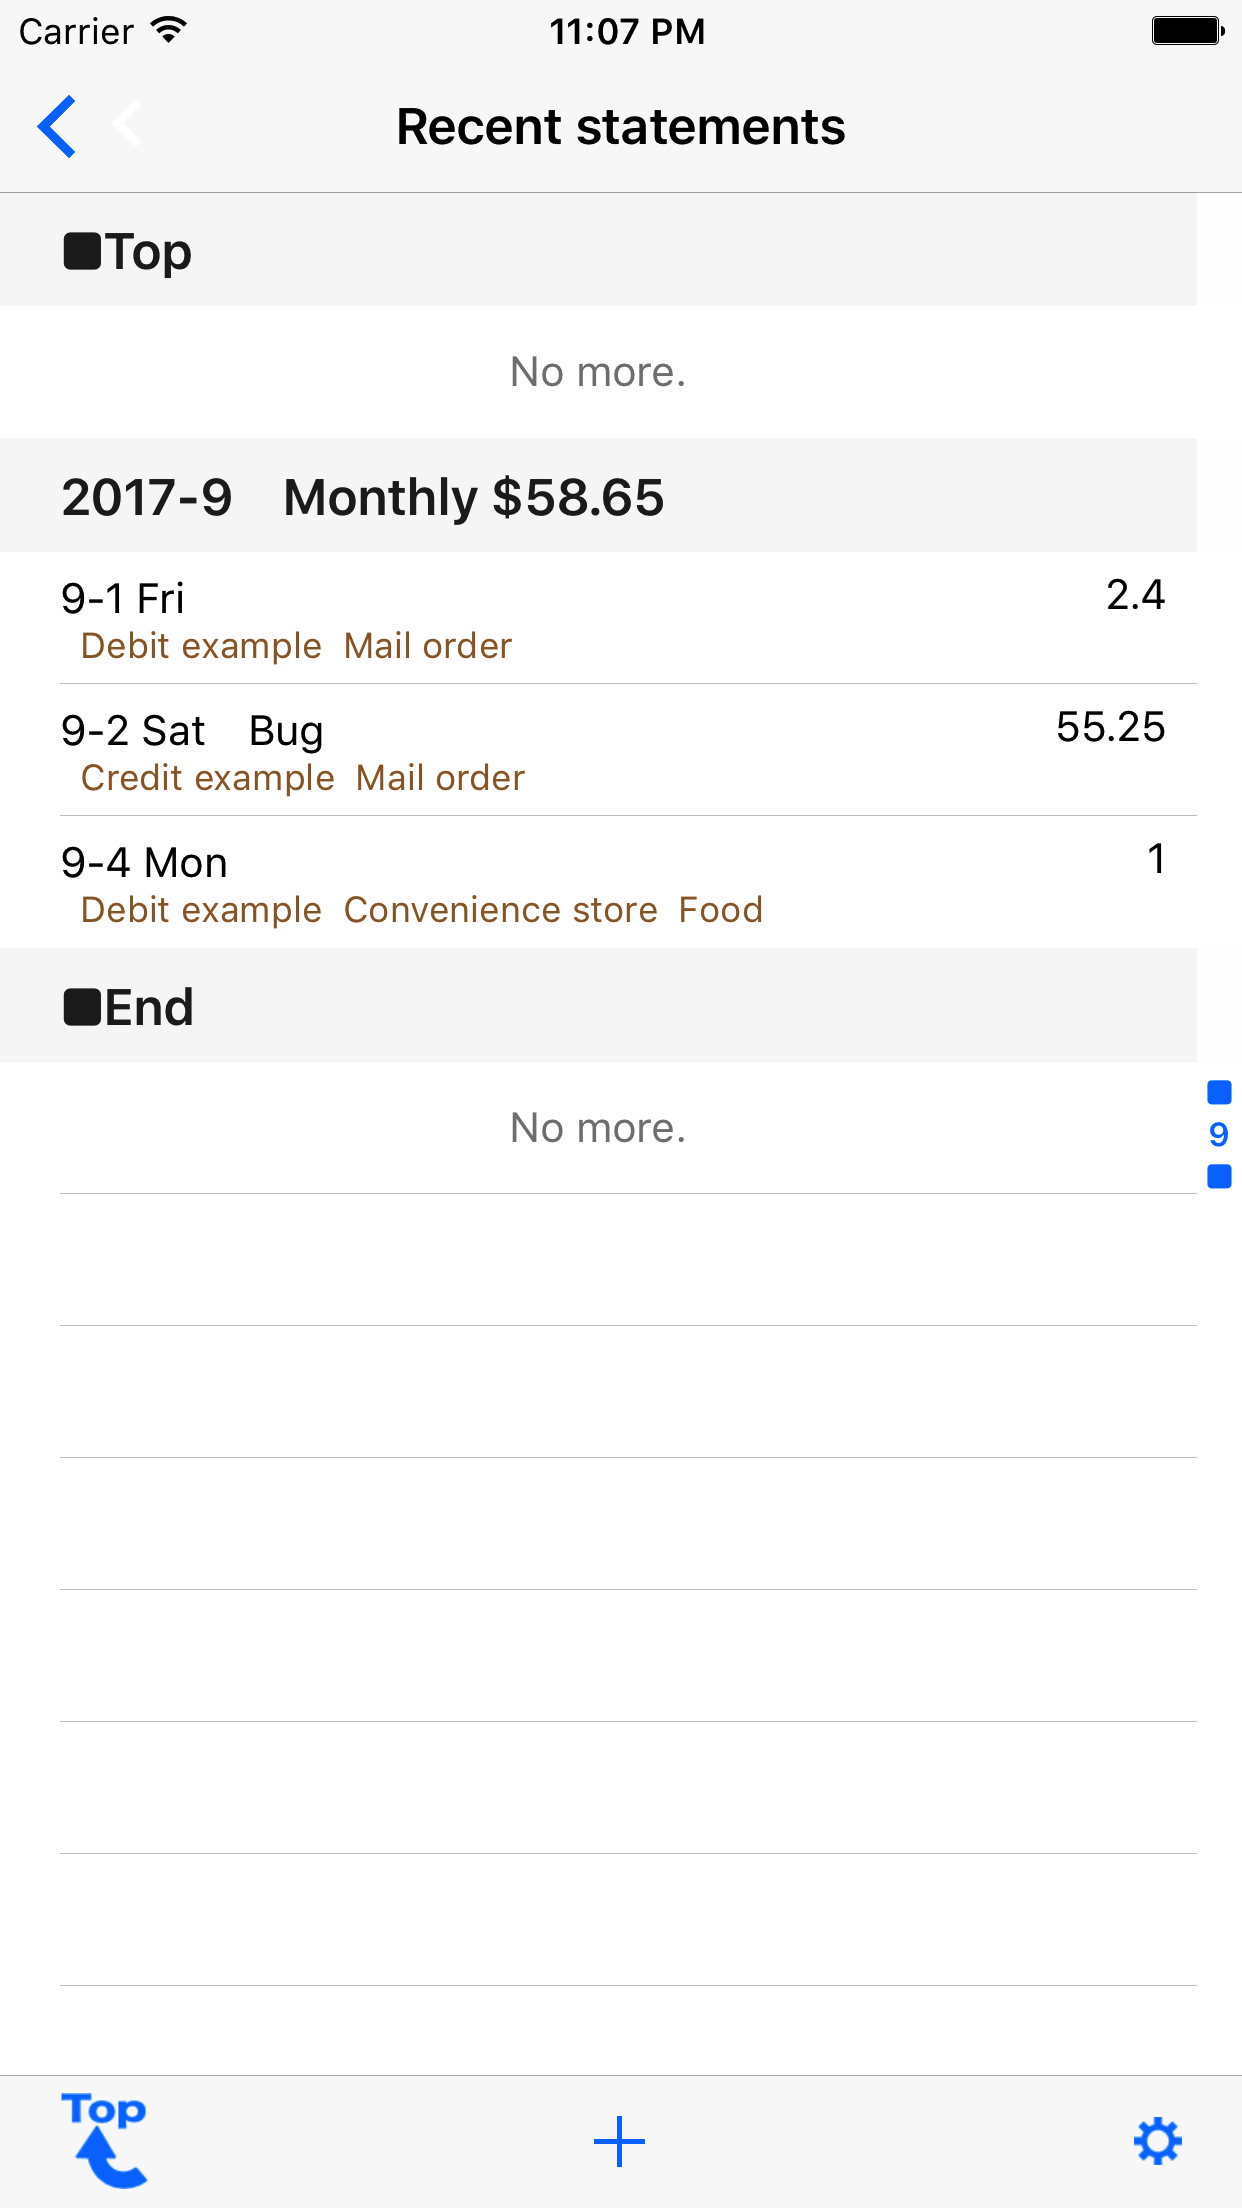 Carrier 11:07 PM
Recent statements
■Top
No more.
2017-9 Monthly $58.65
9-1 Fri 2.4
Debit example Mail order
9-2 Sat Bug 55.25
Credit example Mail order
9-4 Mon 1
Debit example Convenience store Food
■End
No more.
■
9
■
Top